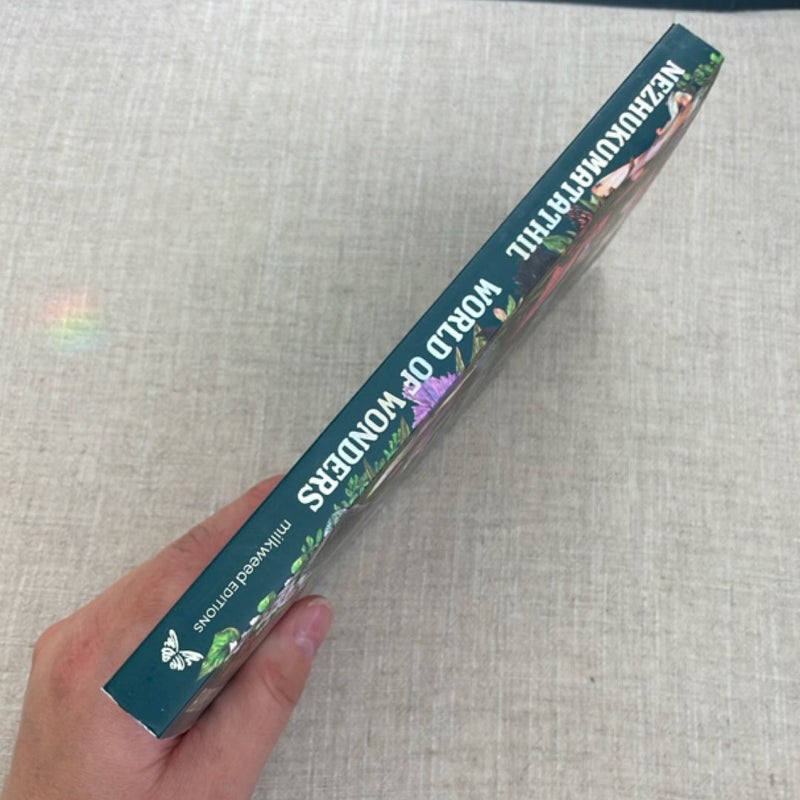 NEZHUKUMATATHIL
WORLD OF WONDERS
milkweed EDITIONS